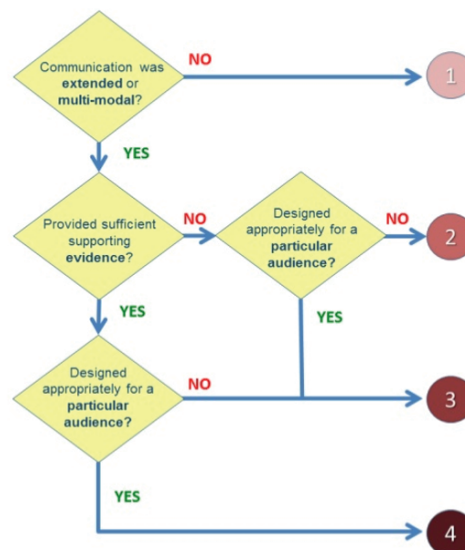 Communication was
extended or
multi-modal?
NO
1
YES
Provided sufficient
supporting
evidence?
NO
Designed
appropriately for a
particular
audience?
NO
2
YES
YES
Designed
appropriately for a
particular
audience?
NO
3
YES
4